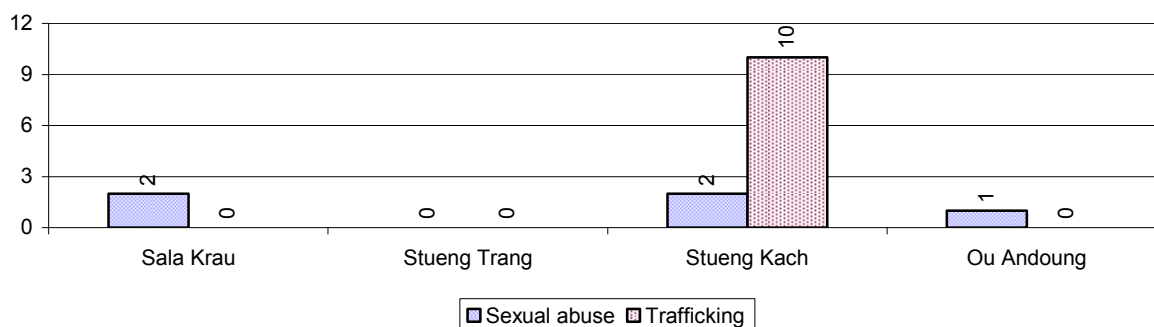 12
10
9
6
3
2
0
0
0
2
1
0
0
Sala Krau
Stueng Trang
Stueng Kach
Ou Andoung
Sexual abuse
Trafficking